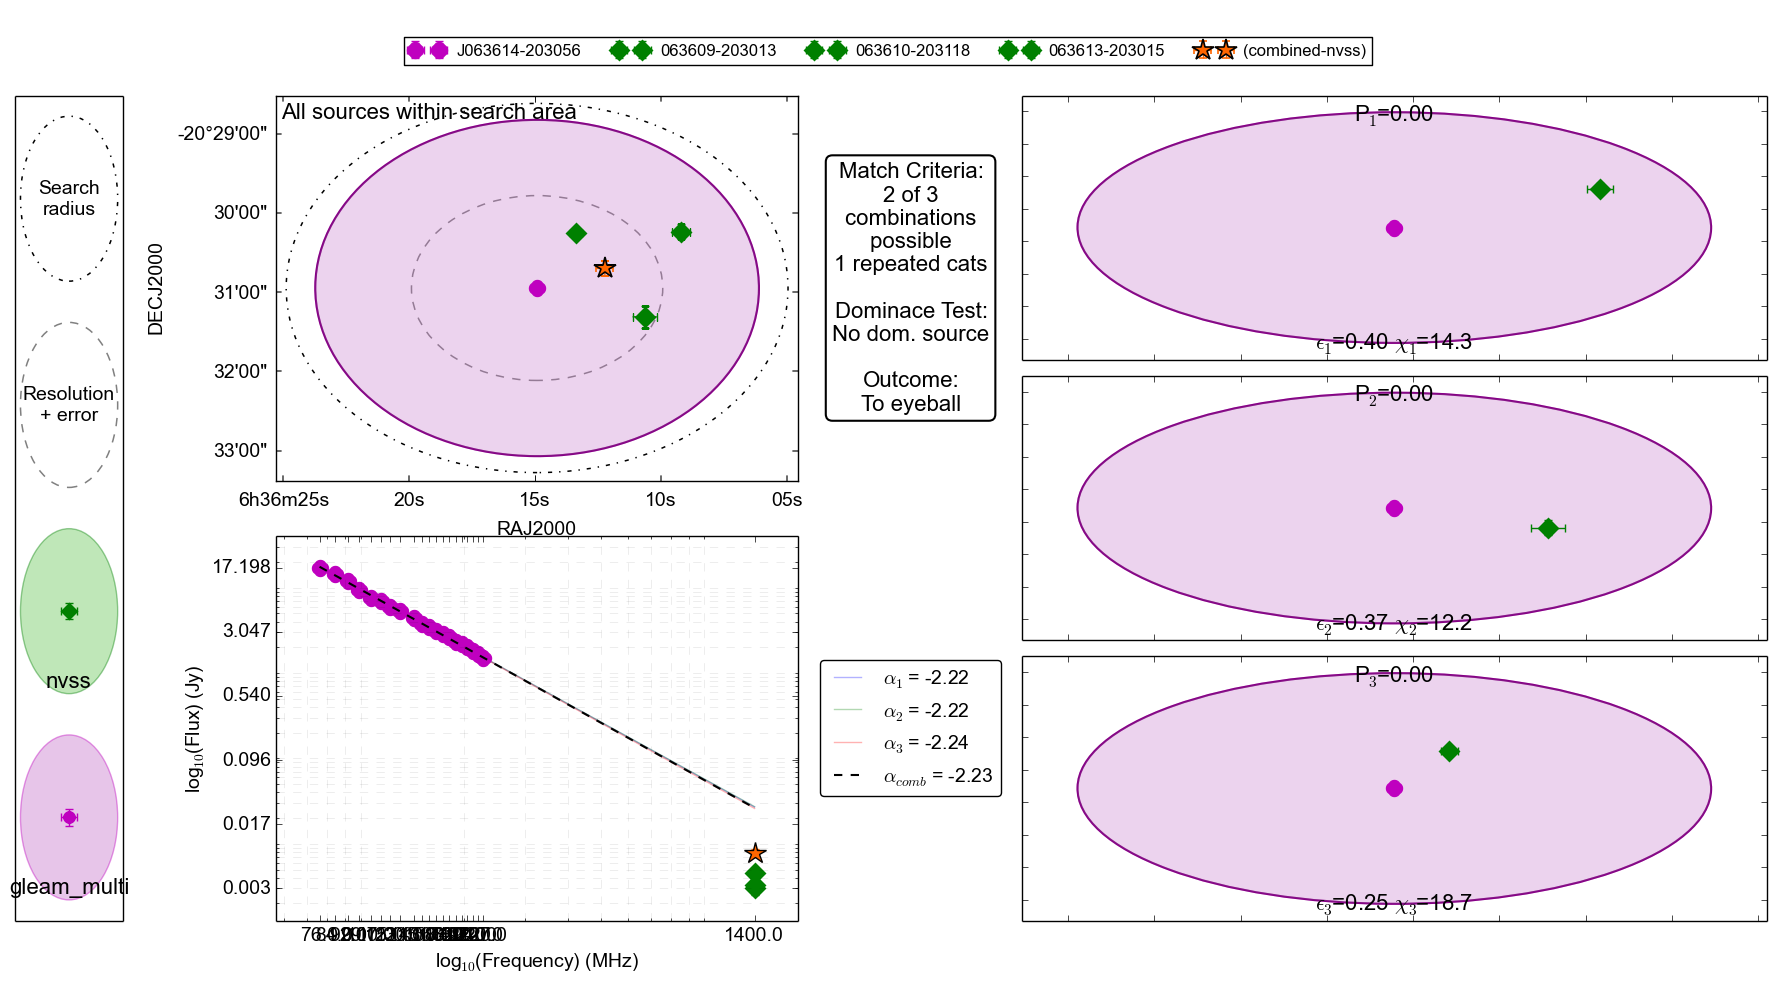 J063614-203056
063609-203013
063610-203118
063613-203015
(combined-nvss)
Search
radius
Resolution
+ error
nvss
gleam_multi
All sources within search area
-20°29'00"
30'00"
31'00"
32'00"
33'00"
DECJ2000
6h36m25s
20s
15s
10s
05s
RAJ2000
Match Criteria:
2 of 3
combinations
possible
1 repeated cats
Dominace Test:
No dom. source
Outcome:
To eyeball
17.198
3.047
0.540
0.096
0.017
0.003
log₁₀(Flux) (Jy)
1400.0
log₁₀(Frequency) (MHz)
α₁ = -2.22
α₂ = -2.22
α₃ = -2.24
α_comb = -2.23
P₁=0.00
ϵ₁=0.40 χ₁=14.3
P₂=0.00
ϵ₂=0.37 χ₂=12.2
P₃=0.00
ϵ₃=0.25 χ₃=18.7